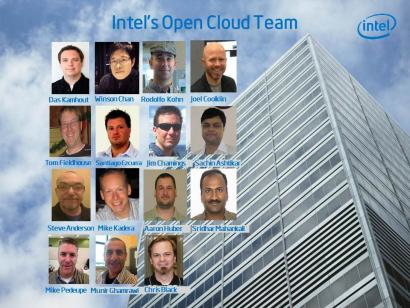 Intel's Open Cloud Team
intel
Das Kamhout Winson Chan Rodolfo Kohn Joel Cooklin
Tom Fieldhouse Santiago Ezcurra Jim Chamings Sachin Ashtikar
Steve Anderson Mike Kadera Aaron Huber Sridhar Mahankali
Mike Pedeupe Munir Ghamrawi Chris Black